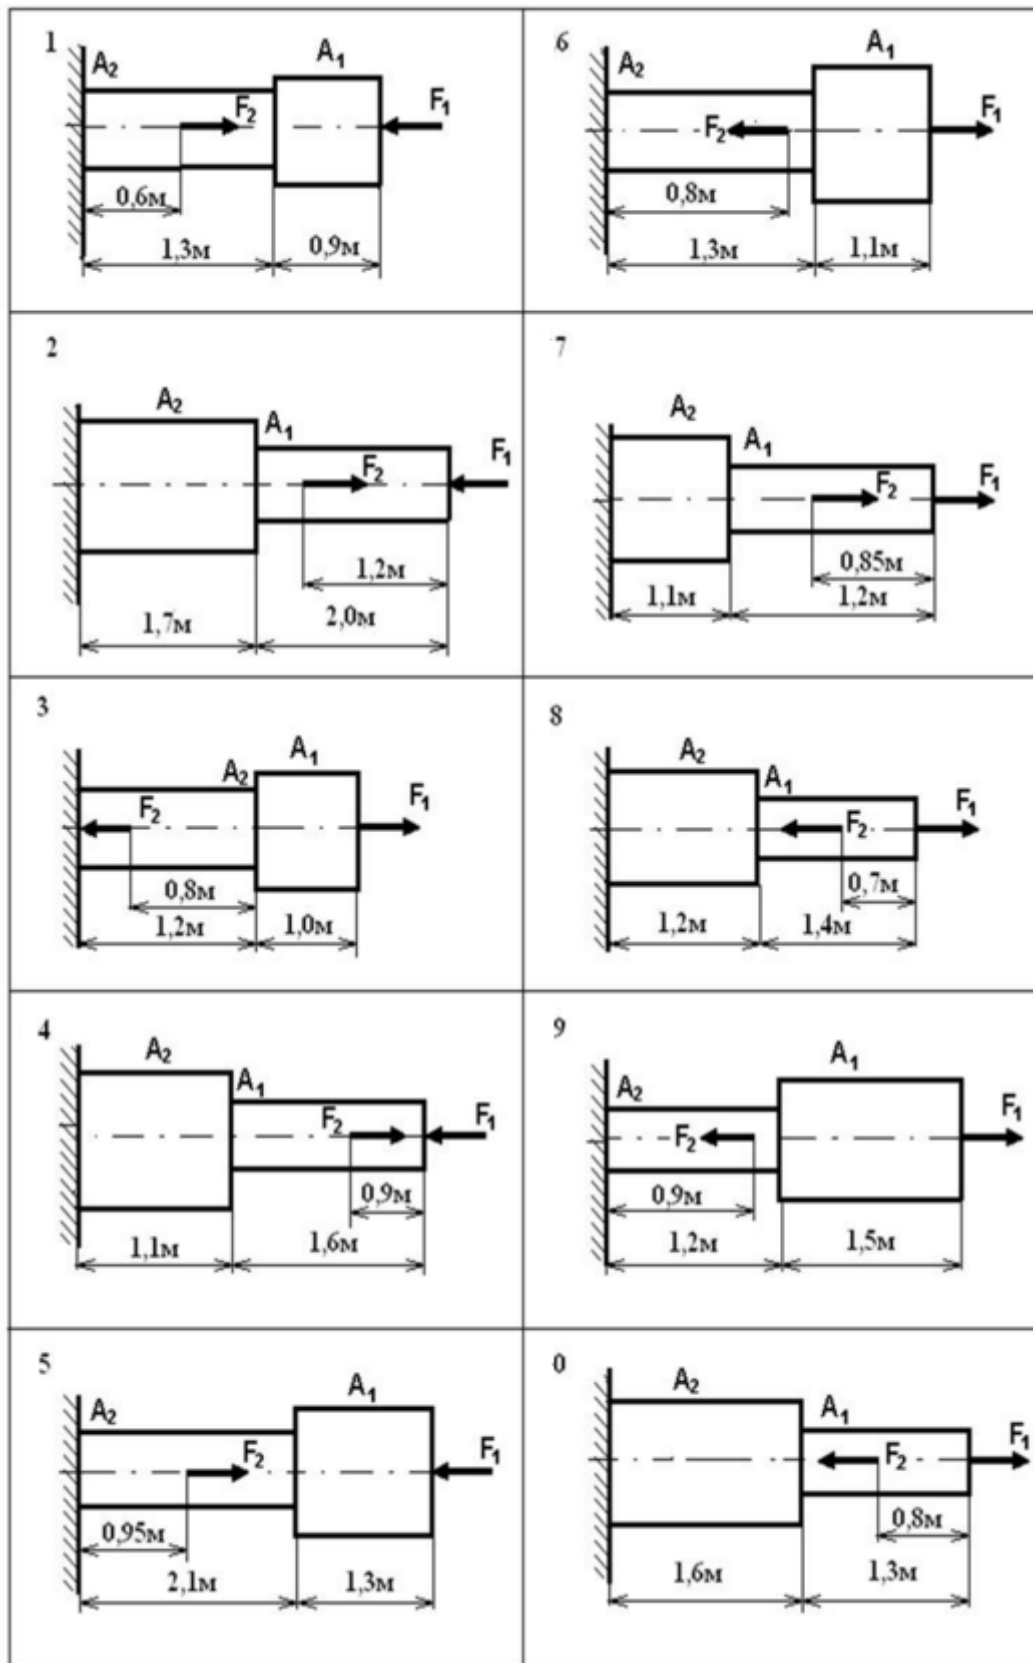 1
A₂
A₁
F₂
F₁
0,6м
1,3м
0,9м
6
A₂
A₁
F₂
F₁
0,8м
1,3м
1,1м
2
A₂
A₁
F₂
F₁
1,2м
1,7м
2,0м
7
A₂
A₁
F₂
F₁
0,85м
1,1м
1,2м
3
A₂
A₁
F₂
F₁
0,8м
1,2м
1,0м
8
A₂
A₁
F₂
F₁
0,7м
1,2м
1,4м
4
A₂
A₁
F₂
F₁
0,9м
1,1м
1,6м
9
A₂
A₁
F₂
F₁
0,9м
1,2м
1,5м
5
A₂
A₁
F₂
F₁
0,95м
2,1м
1,3м
0
A₂
A₁
F₂
F₁
0,8м
1,6м
1,3м